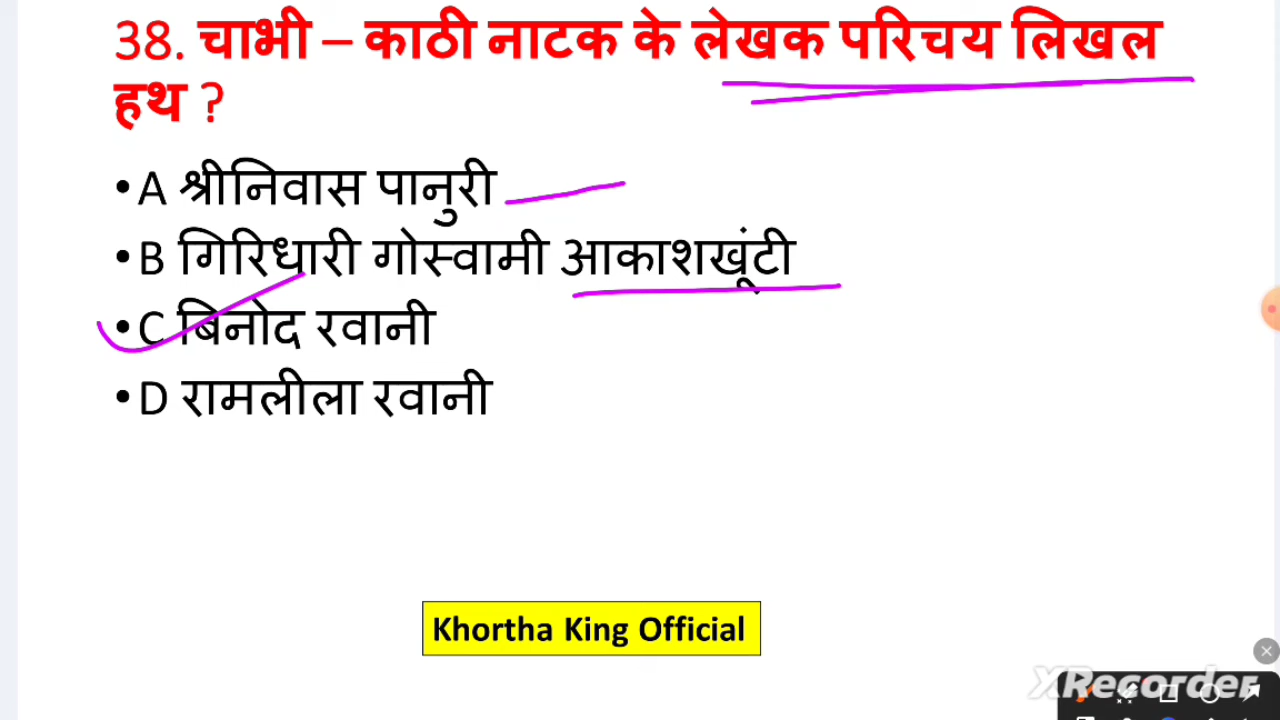 38. चाभी – काठी नाटक के लेखक परिचय लिखल
हथ ?
•A श्रीनिवास पानुरी
•B गिरिधारी गोस्वामी आकाशखूंटी
•C बिनोद रवानी
•D रामलीला रवानी
Khortha King Official
XRecorder